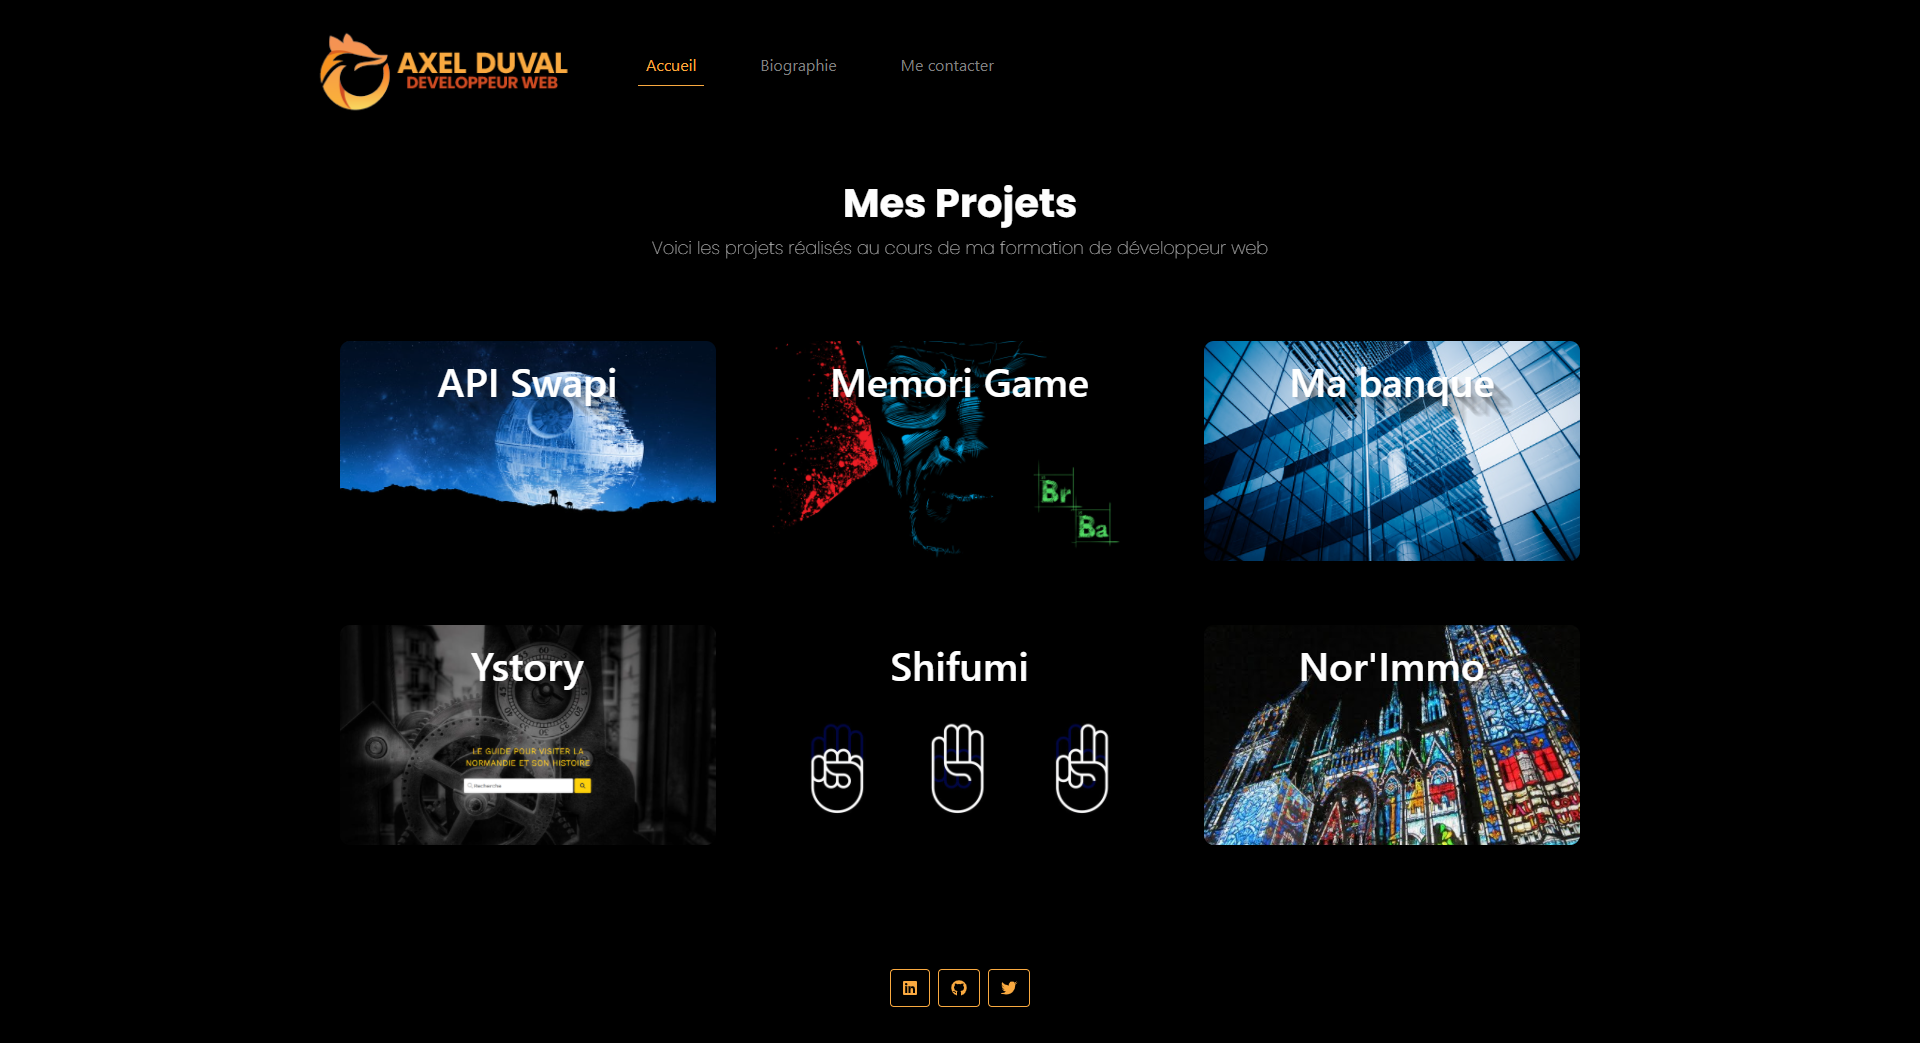 AXEL DUVAL
DEVELOPPEUR WEB
Accueil
Biographie
Me contacter
Mes Projets
Voici les projets réalisés au cours de ma formation de développeur web
API Swapi
Memori Game
Ma banque
Br
Ba
Ystory
Shifumi
Nor'Immo
LE GUIDE POUR VISITER LA
NORMANDIE ET SON HISTOIRE
Recherche